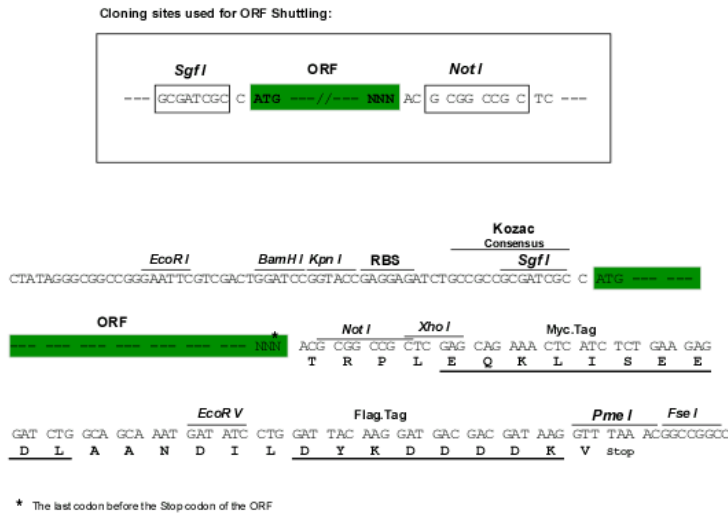 Cloning sites used for ORF Shuttling:
Sgf I ORF Not I
--- GCGATCGC C ATG ---//--- NNN AC G CGG CCG C TC ---
Kozac
Consensus
EcoR I BamH I Kpn I RBS Sgf I
CTATAGGGCGGCCGGGAATTCGTCGACTGGATCCGGTACCGAGGAGATCTGCCGCCGCGATCGC C ATG --- ---
ORF
Not I Xho I Myc.Tag
--- --- --- --- --- --- --- --- NNN * ACG CGG CCG CTC GAG CAG AAA CTC ATC TCT GAA GAG
T R P L E Q K L I S E E
EcoR V Flag.Tag Pme I Fse I
GAT CTG GCA GCA AAT GAT ATC CTG GAT TAC AAG GAT GAC GAC GAT AAG GTT TAA ACGGCCGGCC
D L A A N D I L D Y K D D D D K V Stop
* The last codon before the Stop codon of the ORF